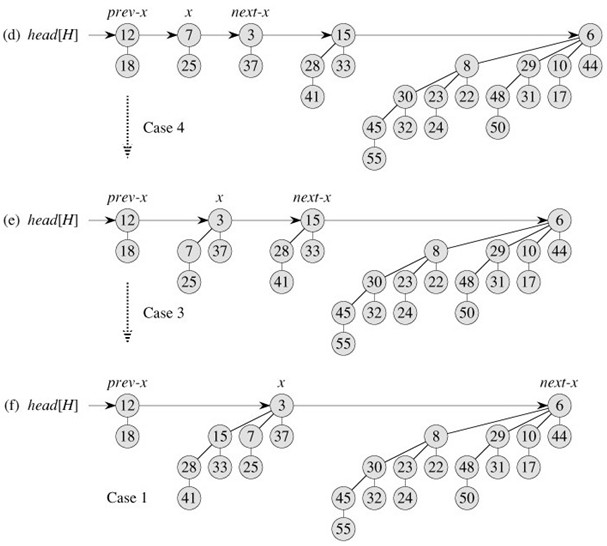 prev-x x next-x
(d) head[H] 12 7 3 15 6
18 25 37 28 33 8 29 10 44
41 30 23 22 48 31 17
45 32 24 50
Case 4
55
prev-x x next-x
(e) head[H] 12 3 15 6
18 7 37 28 33 8 29 10 44
25 41 30 23 22 48 31 17
Case 3 45 32 24 50
55
prev-x x next-x
(f) head[H] 12 3 6
18 15 7 37 8 29 10 44
28 33 25 30 23 22 48 31 17
Case 1 41 45 32 24 50
55